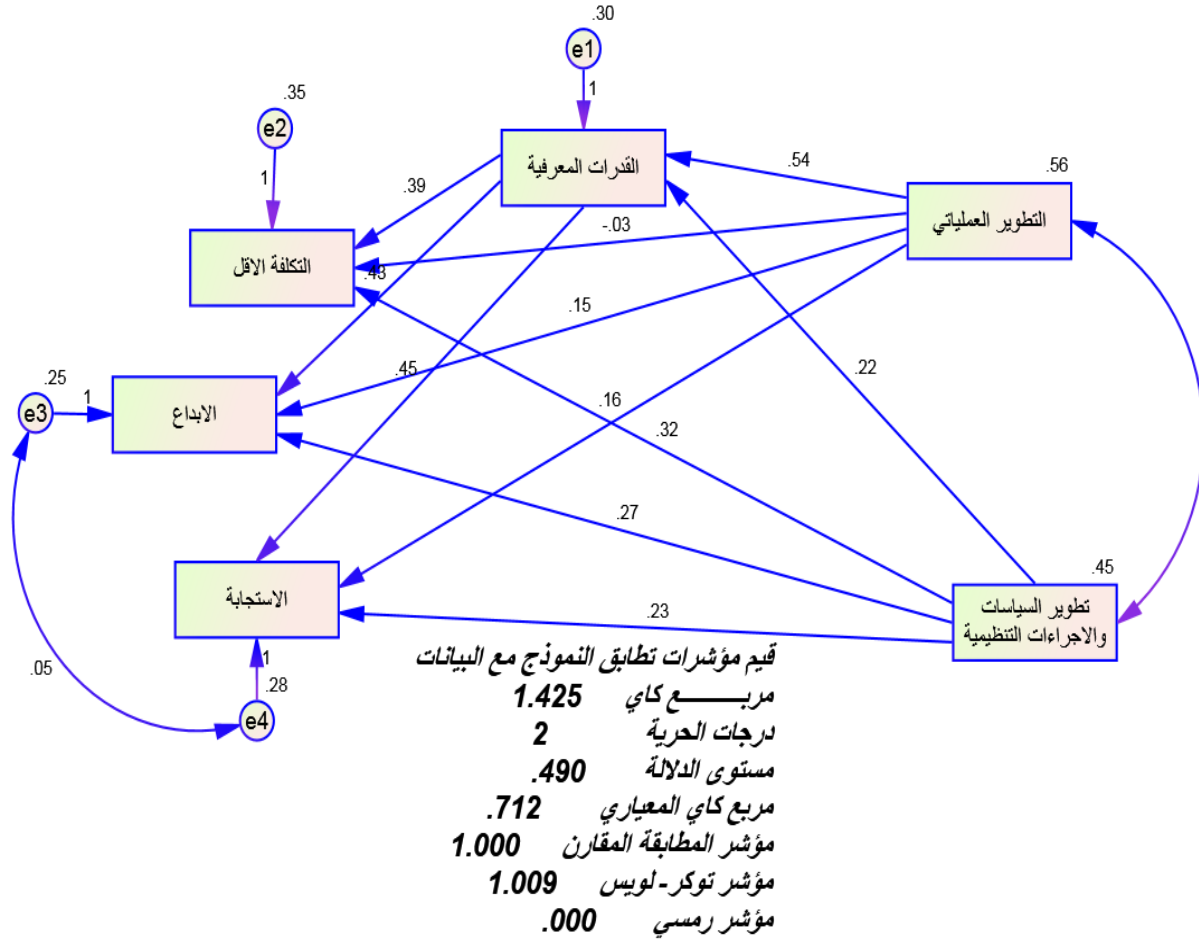 .30
e1
1
.35
e2
1
القدرات المعرفية
.54
.56
التطوير العملياتي
.39
-.03
التكلفة الاقل
.43
.15
.22
.25
e3
1
الابداع
.45
.16
.32
.27
.45
تطوير السياسات
والاجراءات التنظيمية
الاستجابة
.23
.05
1
.28
e4
قيم مؤشرات تطابق النموذج مع البيانات
مربـــــــع كاي 1.425
درجات الحرية 2
مستوى الدلالة .490
مربع كاي المعياري .712
مؤشر المطابقة المقارن 1.000
مؤشر توكر - لويس 1.009
مؤشر رمسي .000